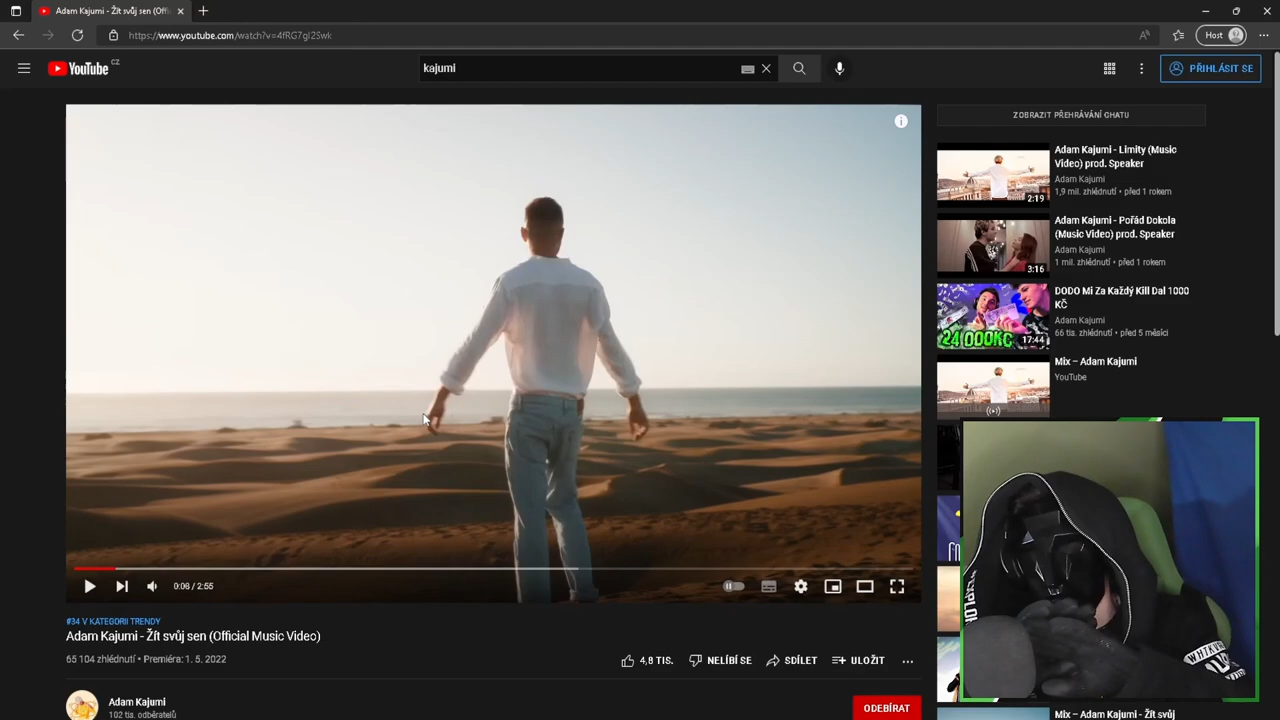 Adam Kajumi - Žít svůj sen (Offi
https://www.youtube.com/watch?v=4fRG7gI2Swk
Host
YouTube CZ
kajumi
PŘIHLÁSIT SE
ZOBRAZIT PŘEHRÁVÁNÍ CHATU
Adam Kajumi - Limity (Music
Video) prod. Speaker
Adam Kajumi
1,9 mil. zhlédnutí • před 1 rokem
2:19
Adam Kajumi - Pořád Dokola
(Music Video) prod. Speaker
Adam Kajumi
1 mil. zhlédnutí • před 1 rokem
3:16
DODO Mi Za Každý Kill Dal 1000
KČ
Adam Kajumi
66 tis. zhlédnutí • před 5 měsíci
24 000KČ
17:44
Mix – Adam Kajumi
YouTube
0:06 / 2:55
#34 V KATEGORII TRENDY
Adam Kajumi - Žít svůj sen (Official Music Video)
65 104 zhlédnutí • Premiéra: 1. 5. 2022
4,8 TIS.
NELÍBÍ SE
SDÍLET
ULOŽIT
Adam Kajumi
102 tis. odběratelů
ODEBÍRAT
Mix – Adam Kajumi - Žít svůj